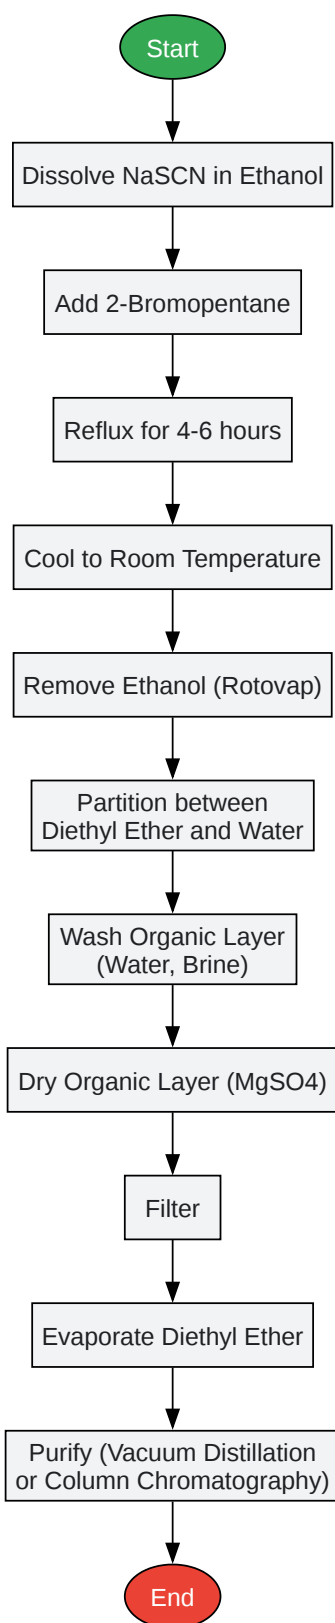 Start
Dissolve NaSCN in Ethanol
Add 2-Bromopentane
Reflux for 4-6 hours
Cool to Room Temperature
Remove Ethanol (Rotovap)
Partition between
Diethyl Ether and Water
Wash Organic Layer
(Water, Brine)
Dry Organic Layer (MgSO4)
Filter
Evaporate Diethyl Ether
Purify (Vacuum Distillation
or Column Chromatography)
End